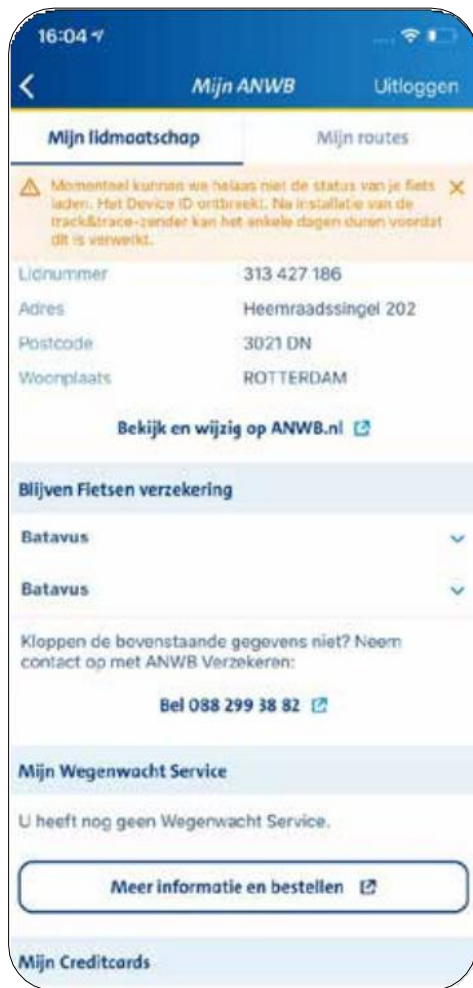 16:04
Mijn ANWB Uitloggen
Mijn lidmaatschap Mijn routes
Momenteel kunnen we helaas niet de status van je fiets
laden. Het Device ID ontbreekt. Na installatie van de
track&trace-zender kan het enkele dagen duren voordat
dit is verwerkt.
Lidnummer 313 427 186
Adres Heemraadssingel 202
Postcode 3021 DN
Woonplaats ROTTERDAM
Bekijk en wijzig op ANWB.nl
Blijven Fietsen verzekering
Batavus
Batavus
Kloppen de bovenstaande gegevens niet? Neem
contact op met ANWB Verzekeren:
Bel 088 299 38 82
Mijn Wegenwacht Service
U heeft nog geen Wegenwacht Service.
Meer informatie en bestellen
Mijn Creditcards